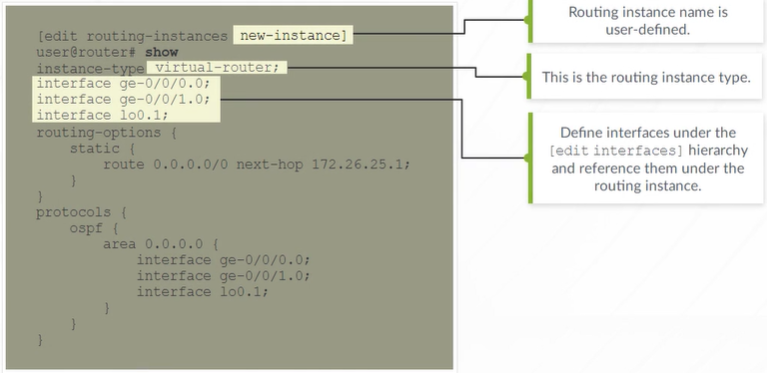 [edit routing-instances new-instance]
user@router# show
instance-type virtual-router;
interface ge-0/0/0.0;
interface ge-0/0/1.0;
interface lo0.1;
routing-options {
    static {
        route 0.0.0.0/0 next-hop 172.26.25.1;
    }
}
protocols {
    ospf {
        area 0.0.0.0 {
            interface ge-0/0/0.0;
            interface ge-0/0/1.0;
            interface lo0.1;
        }
    }
}
Routing instance name is
user-defined.
This is the routing instance type.
Define interfaces under the
[edit interfaces] hierarchy
and reference them under the
routing instance.